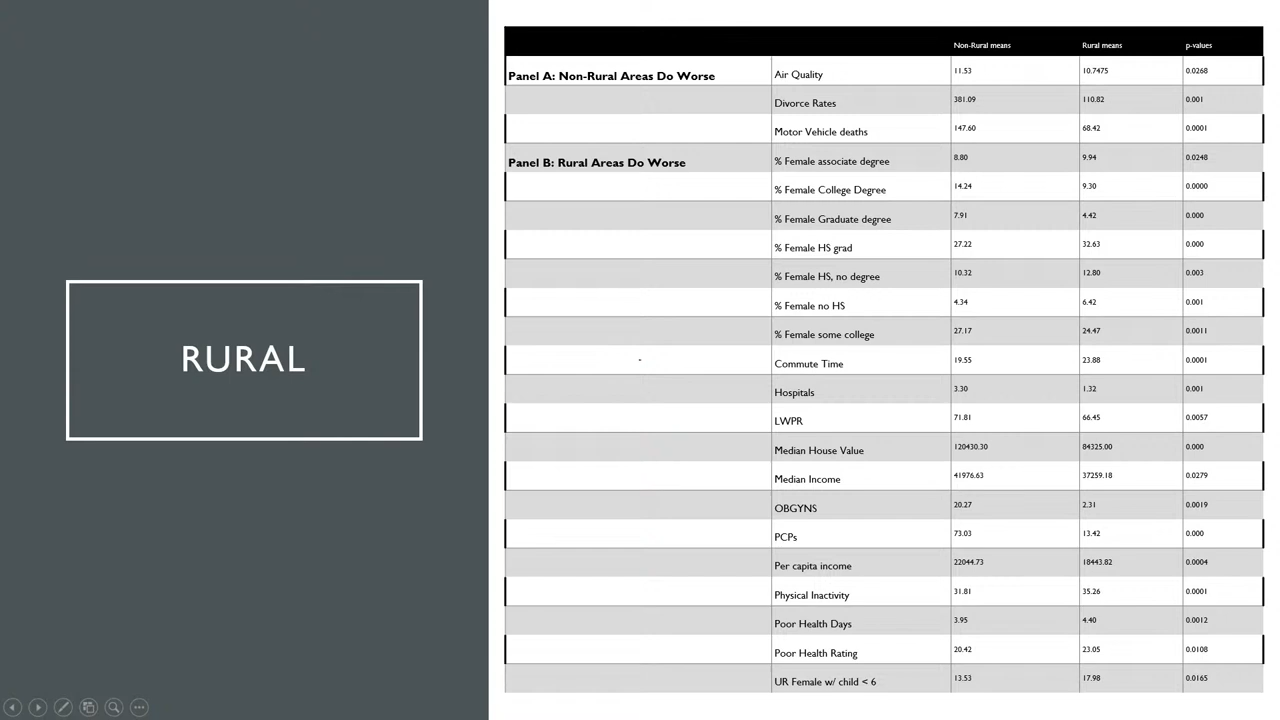 RURAL
Non-Rural means Rural means p-values
Panel A: Non-Rural Areas Do Worse Air Quality 11.53 10.7475 0.0268
Divorce Rates 381.09 110.82 0.001
Motor Vehicle deaths 147.60 68.42 0.0001
Panel B: Rural Areas Do Worse % Female associate degree 8.80 9.94 0.0248
% Female College Degree 14.24 9.30 0.0000
% Female Graduate degree 7.91 4.42 0.000
% Female HS grad 27.22 32.63 0.000
% Female HS, no degree 10.32 12.80 0.003
% Female no HS 4.34 6.42 0.001
% Female some college 27.17 24.47 0.0011
Commute Time 19.55 23.88 0.0001
Hospitals 3.30 1.32 0.001
LWPR 71.81 66.45 0.0057
Median House Value 120430.30 84325.00 0.000
Median Income 41976.63 37259.18 0.0279
OBGYNS 20.27 2.31 0.0019
PCPs 73.03 13.42 0.000
Per capita income 22044.73 18443.82 0.0004
Physical Inactivity 31.81 35.26 0.0001
Poor Health Days 3.95 4.40 0.0012
Poor Health Rating 20.42 23.05 0.0108
UR Female w/ child < 6 13.53 17.98 0.0165